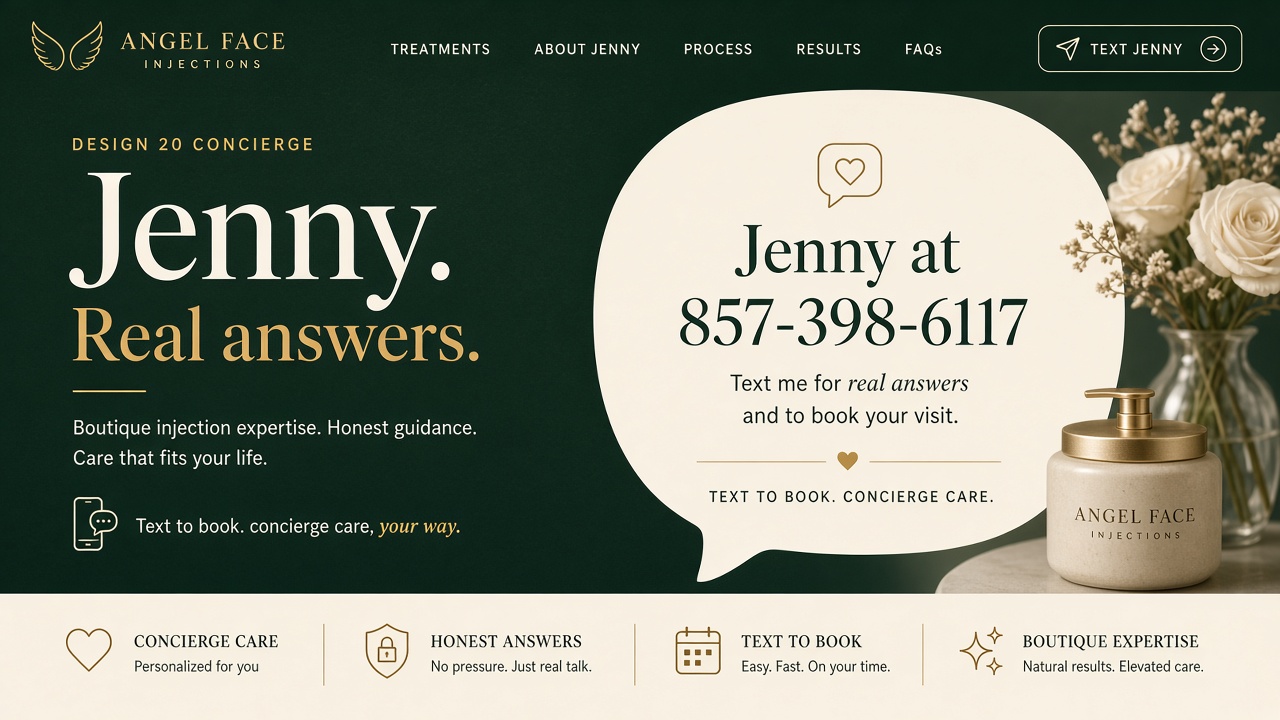 ANGEL FACE
INJECTIONS
TREATMENTS
ABOUT JENNY
PROCESS
RESULTS
FAQs
TEXT JENNY
DESIGN 20 CONCIERGE
Jenny.
Real answers.
Boutique injection expertise. Honest guidance.
Care that fits your life.
Text to book. concierge care, your way.
Jenny at
857-398-6117
Text me for real answers
and to book your visit.
TEXT TO BOOK. CONCIERGE CARE.
ANGEL FACE
INJECTIONS
CONCIERGE CARE
Personalized for you
HONEST ANSWERS
No pressure. Just real talk.
TEXT TO BOOK
Easy. Fast. On your time.
BOUTIQUE EXPERTISE
Natural results. Elevated care.